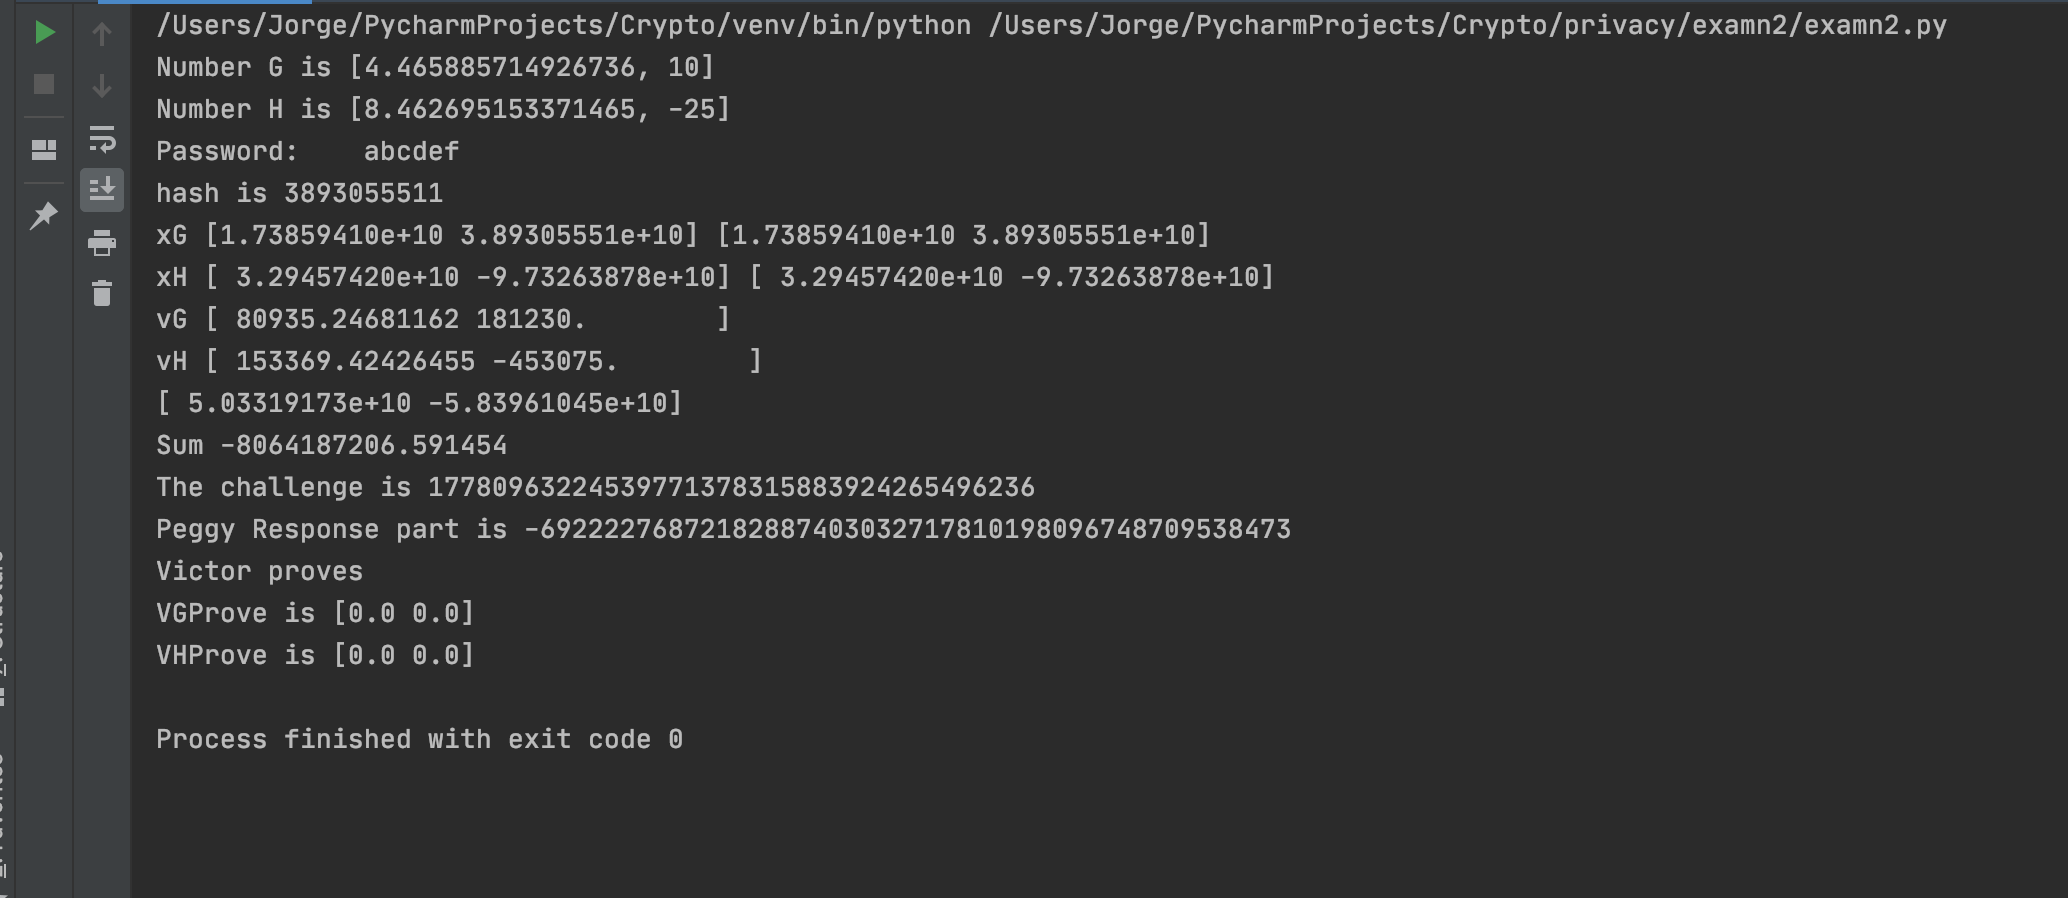 /Users/Jorge/PycharmProjects/Crypto/venv/bin/python /Users/Jorge/PycharmProjects/Crypto/privacy/examn2/examn2.py
Number G is [4.465885714926736, 10]
Number H is [8.462695153371465, -25]
Password:    abcdef
hash is 3893055511
xG [1.73859410e+10 3.89305551e+10] [1.73859410e+10 3.89305551e+10]
xH [ 3.29457420e+10 -9.73263878e+10] [ 3.29457420e+10 -9.73263878e+10]
vG [ 80935.24681162 181230.        ]
vH [ 153369.42426455 -453075.        ]
[ 5.03319173e+10 -5.83961045e+10]
Sum -8064187206.591454
The challenge is 17780963224539771378315883924265496236
Peggy Response part is -69222276872182887403032717810198096748709538473
Victor proves
VGProve is [0.0 0.0]
VHProve is [0.0 0.0]
Process finished with exit code 0